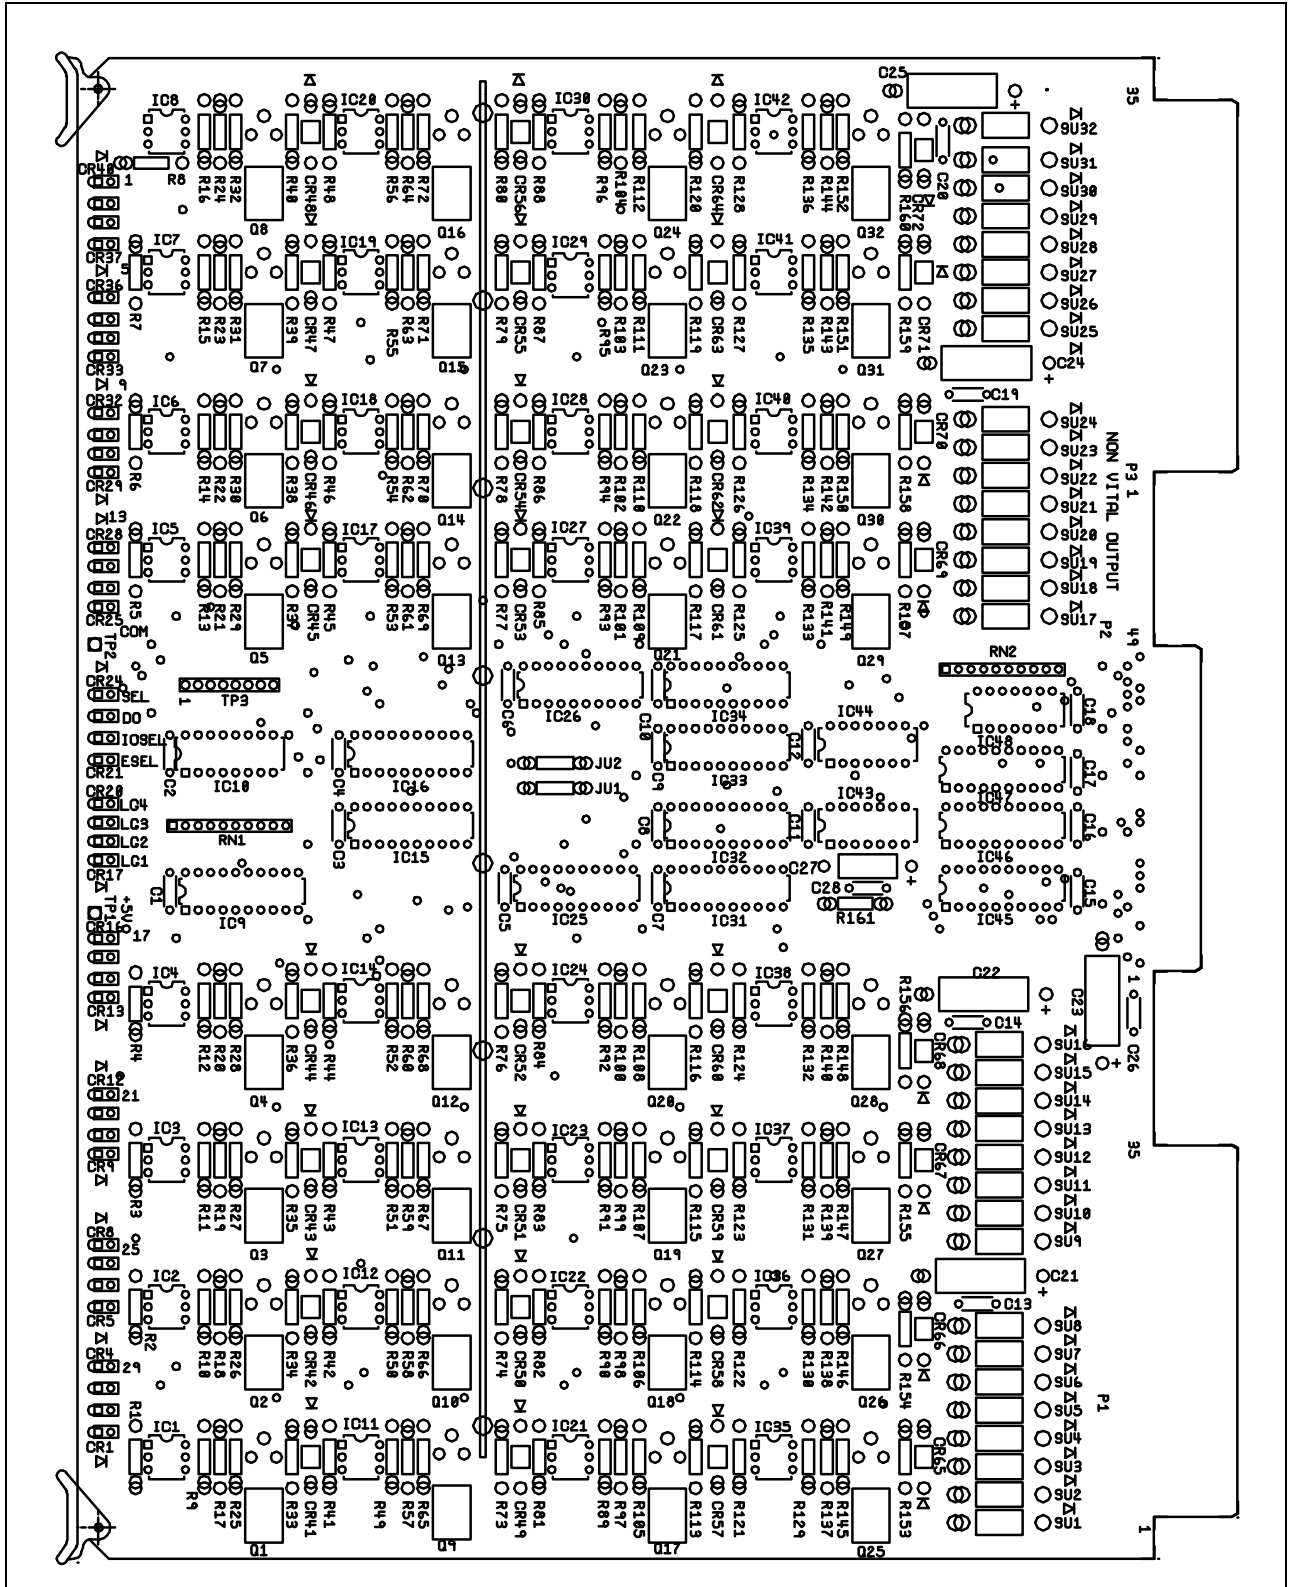 C25
35
IC8 IC20 IC30 IC42
SU32
SU31
SU30
CR40
1 R8
R16 R24 R32 R40 CR48 R48 R56 R64 R72 R80 CR56 R88 R96 R104 R112 R120 CR64 R128 R136 R144 R152 R160 CR72 C20
SU29
Q8 Q16 Q24 Q32
IC7 IC19 IC29 IC41
SU28
CR37
5
SU27
CR36
SU26
R7 R15 R23 R31 R39 CR47 R47 R55 R63 R71 R79 CR55 R87 R95 R103 R111 R119 CR63 R127 R135 R143 R151 R159 CR71
SU25
CR33
Q7 Q15 Q23 Q31
C24
9
CR32
IC6 IC18 IC28 IC40
C19
SU24
CR70
NON VITAL OUTPUT
SU23
CR29
P3 1
SU22
R6 R14 R22 R30 R38 CR46 R46 R54 R62 R70 R78 CR54 R86 R94 R102 R110 R118 CR62 R126 R134 R142 R150 R158
SU21
13
Q6 Q14 Q22 Q30
CR28
IC5 IC17 IC27 IC39
SU20
CR69
SU19
SU18
R5 R13 R21 R29 CR45 R45 R53 R61 R69 R77 CR53 R85 R93 R101 R109 R117 CR61 R125 R133 R141 R149
CR25
SU17
COM
TP2
P2 49
Q5 Q13 Q21 Q29
RN2
CR24
SEL
1 TP3
C6 IC26 C10 IC34 IC44 C18
DO
IOSEL
IC48
ESEL
CR21
C2 IC10 C4 IC16 JU2 C9 IC33 C12 C17
CR20
JU1 IC43 IC47
LG4
LG3
RN1
LG2
C3 IC15 C8 IC32 C11 IC46 C16
LG1
CR17
C27
C1 IC9 C5 IC25 C7 IC31 C28 IC45 C15
TP1 +5V
R161
CR16
17
IC4 IC14 IC24 IC38
C22
R156
1
C23
CR13
C14
C26
SU16
R4 R12 R20 R28 R36 CR44 R44 R52 R60 R68 R76 CR52 R84 R92 R100 R108 R116 CR60 R124 R132 R140 R148 CR68
SU15
CR12
21
SU14
Q4 Q12 Q20 Q28
IC3 IC13 IC23 IC37
SU13
35
SU12
CR9
CR67
SU11
R3 R11 R19 R27 R35 CR43 R43 R51 R59 R67 R75 CR51 R83 R91 R99 R107 R115 CR59 R123 R131 R139 R147 R155
SU10
CR8
25
SU9
Q3 Q11 Q19 Q27
IC2 IC12 IC22 IC36
C21
C13
CR5
SU8
CR66
R2 R10 R18 R26 R34 CR42 R42 R50 R58 R66 R74 CR50 R82 R90 R98 R106 R114 CR58 R122 R130 R138 R146 R154
CR4
SU7
29
SU6
Q2 Q10 Q18 Q26
P1
R1
SU5
IC1 IC11 IC21 IC35
CR1
SU4
CR65
SU3
SU2
R9 R17 R25 R33 CR41 R41 R49 R57 R65 R73 CR49 R81 R89 R97 R105 R113 CR57 R121 R129 R137 R145 R153
SU1
1
Q1 Q9 Q17 Q25